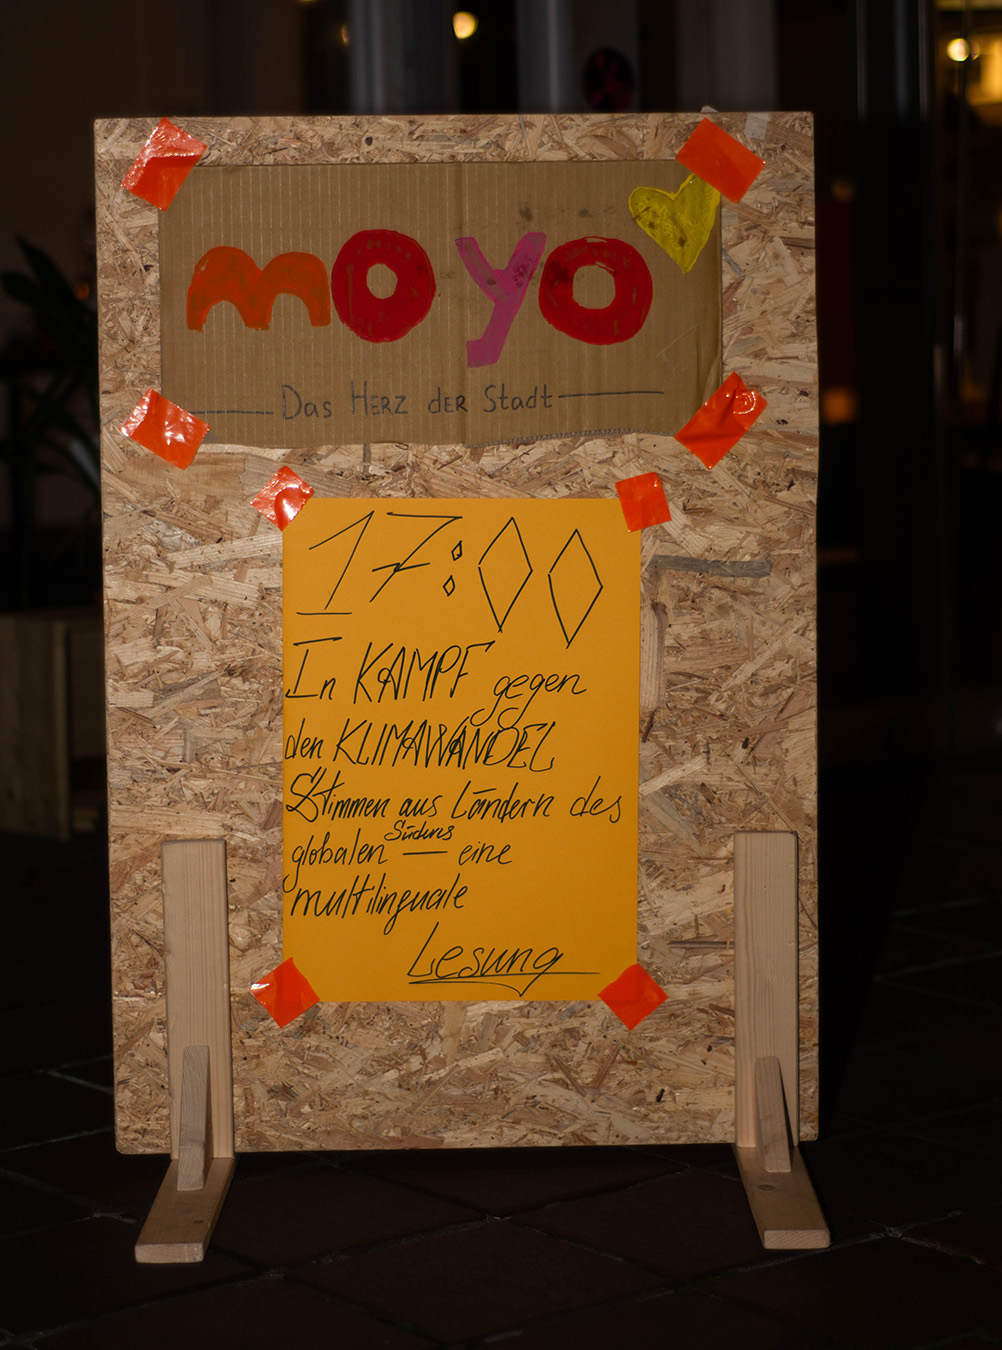 moyo
Das HERZ DER Stadt
17:00
In KAMPF gegen
den KLIMAWANDEL
Stimmen aus Ländern des
globalen Südens — eine
multilinguale
Lesung